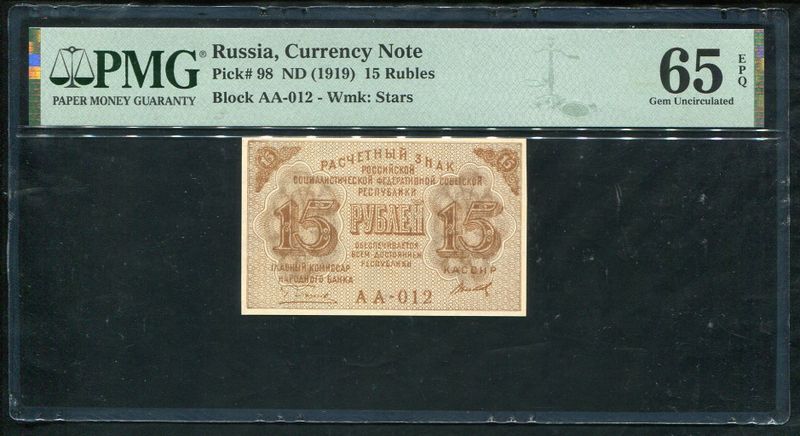 PMG®
PAPER MONEY GUARANTY
Russia, Currency Note
Pick# 98 ND (1919) 15 Rubles
Block AA-012 - Wmk: Stars
65 EPQ
Gem Uncirculated
15 15
РАСЧЕТНЫЙ ЗНАК
РОССИЙСКОЙ
СОЦИАЛИСТИЧЕСКОЙ ФЕДЕРАТИВНОЙ СОВЕТСКОЙ
РЕСПУБЛИКИ
15 РУБЛЕЙ 15
ОБЕСПЕЧИВАЕТСЯ
ВСЕМ ДОСТОЯНИЕМ
РЕСПУБЛИКИ
ГЛАВНЫЙ КОМИССАР
НАРОДНОГО БАНКА
КАССИР
АА-012